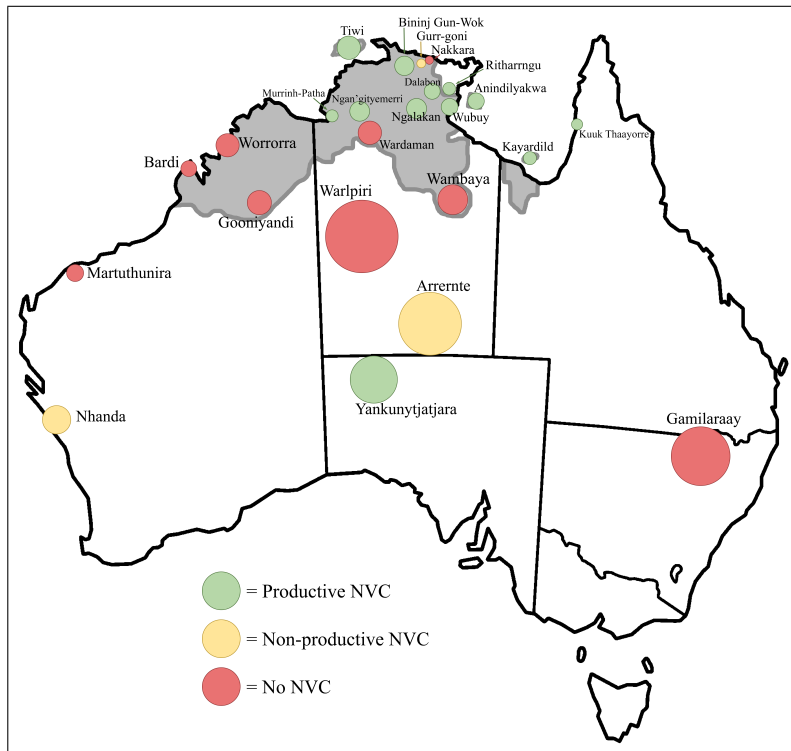 Bininj Gun-Wok
Tiwi
Gurr-goni
Nakkara
Ritharrngu
Dalabon
Anindilyakwa
Murrinh-Patha
Ngan'gityemerri
Ngalakan
Wubuy
Kuuk Thaayorre
Worrorra
Wardaman
Kayardild
Bardi
Wambaya
Warlpiri
Gooniyandi
Martuthunira
Arrernte
Yankunytjatjara
Nhanda
Gamilaraay
= Productive NVC
= Non-productive NVC
= No NVC